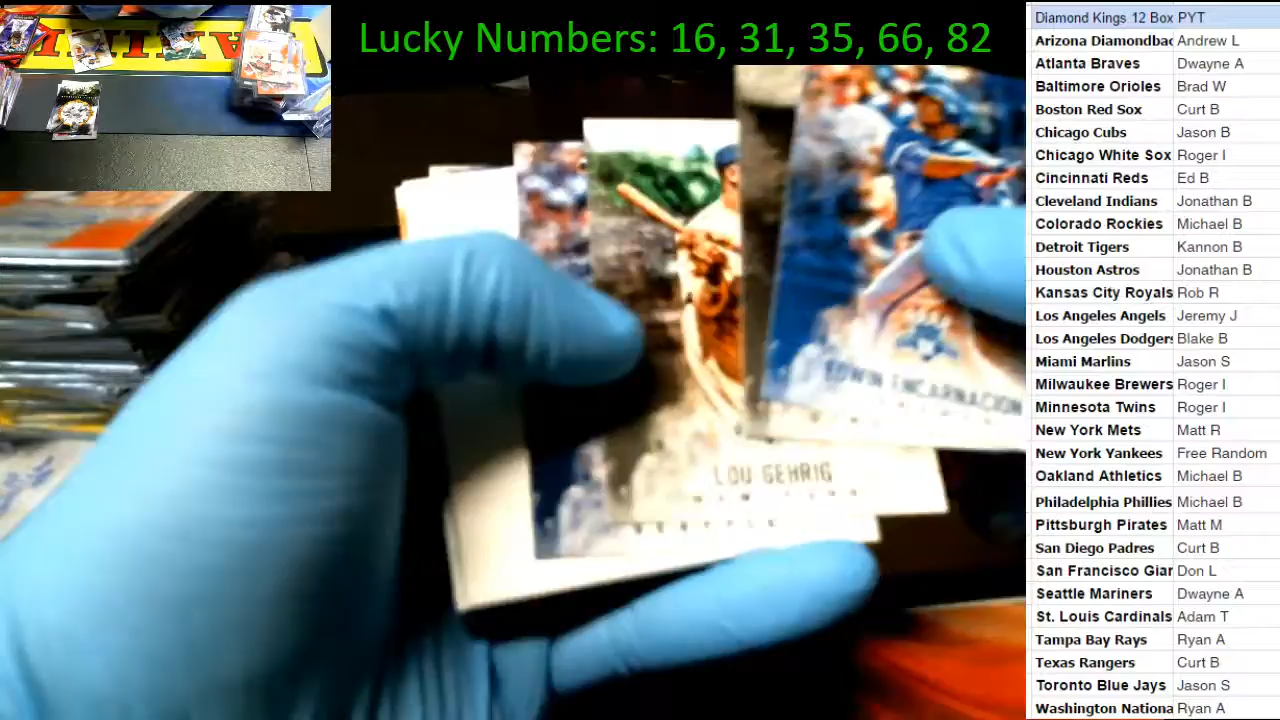 Lucky Numbers: 16, 31, 35, 66, 82
EDWIN ENCARNACION
LOU GEHRIG
NEW YORK
Diamond Kings 12 Box PYT
Arizona Diamondbac Andrew L
Atlanta Braves Dwayne A
Baltimore Orioles Brad W
Boston Red Sox Curt B
Chicago Cubs Jason B
Chicago White Sox Roger I
Cincinnati Reds Ed B
Cleveland Indians Jonathan B
Colorado Rockies Michael B
Detroit Tigers Kannon B
Houston Astros Jonathan B
Kansas City Royals Rob R
Los Angeles Angels Jeremy J
Los Angeles Dodgers Blake B
Miami Marlins Jason S
Milwaukee Brewers Roger I
Minnesota Twins Roger I
New York Mets Matt R
New York Yankees Free Random
Oakland Athletics Michael B
Philadelphia Phillies Michael B
Pittsburgh Pirates Matt M
San Diego Padres Curt B
San Francisco Gian Don L
Seattle Mariners Dwayne A
St. Louis Cardinals Adam T
Tampa Bay Rays Ryan A
Texas Rangers Curt B
Toronto Blue Jays Jason S
Washington Nationa Ryan A